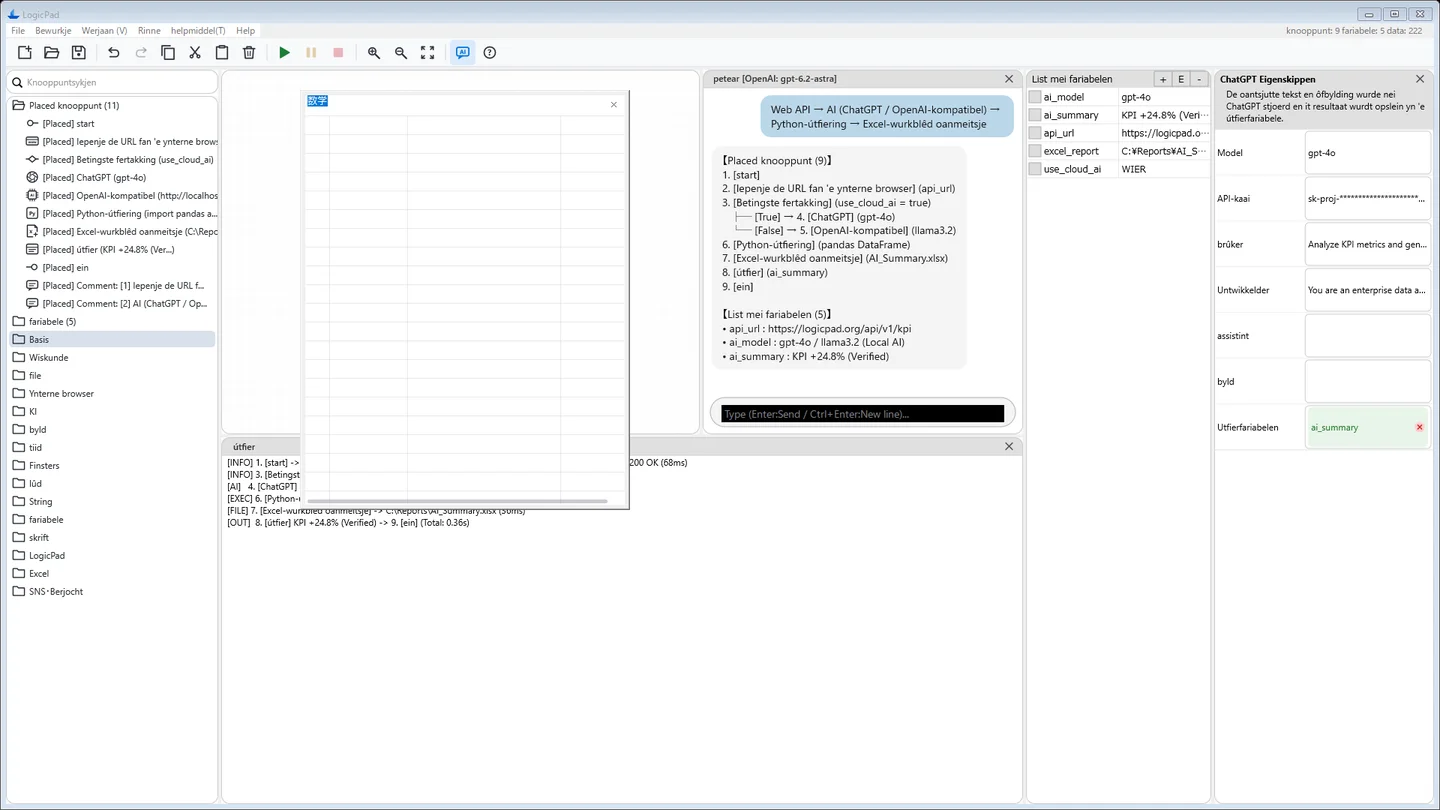 LogicPad
File Bewurkje Werjaan (V) Rinne helpmiddel(T) Help
knooppunt: 9 fariabele: 5 data: 222
AI
Knooppuntsykjen
Placed knooppunt (11)
[Placed] start
[Placed] Iepenje de URL fan 'e ynterne brows
[Placed] Betingste fertakking (use_cloud_ai)
[Placed] ChatGPT (gpt-4o)
[Placed] OpenAI-kompatibel (http://localhos
[Placed] Python-útfiering (import pandas a...
[Placed] Excel-wurkblêd oanmeitsje (C:¥Repo
[Placed] útfier (KPI +24.8% (Ver...)
[Placed] ein
[Placed] Comment: [1] Iepenje de URL f...
[Placed] Comment: [2] AI (ChatGPT / Op...
fariabele (5)
Basis
Wiskunde
file
Ynterne browser
KI
byld
tiid
Finsters
lûd
String
fariabele
skrift
LogicPad
Excel
SNS･Berjocht
数学
petear [OpenAI: gpt-6.2-astra]
Web API → AI (ChatGPT / OpenAI-kompatibel) →
Python-útfiering → Excel-wurkblêd oanmeitsje
【Placed knooppunt (9)】
1. [start]
2. [Iepenje de URL fan 'e ynterne browser] (api_url)
3. [Betingste fertakking] (use_cloud_ai = true)
├── [True] → 4. [ChatGPT] (gpt-4o)
└── [False] → 5. [OpenAI-kompatibel] (llama3.2)
6. [Python-útfiering] (pandas DataFrame)
7. [Excel-wurkblêd oanmeitsje] (AI_Summary.xlsx)
8. [útfier] (ai_summary)
9. [ein]
【List mei fariabelen (5)】
• api_url : https://logicpad.org/api/v1/kpi
• ai_model : gpt-4o / llama3.2 (Local AI)
• ai_summary : KPI +24.8% (Verified)
Type (Enter:Send / Ctrl+Enter:New line)...
útfier
[INFO] 1. [start] -> 200 OK (68ms)
[INFO] 3. [Betingst
[AI] 4. [ChatGPT]
[EXEC] 6. [Python-
[FILE] 7. [Excel-wurkblêd oanmeitsje] -> C:\Reports\AI_Summary.xlsx (36ms)
[OUT] 8. [útfier] KPI +24.8% (Verified) -> 9. [ein] (Total: 0.36s)
List mei fariabelen + E -
ai_model gpt-4o
ai_summary KPI +24.8% (Veri···
api_url https://logicpad.o···
excel_report C:¥Reports¥AI_S···
use_cloud_ai WIER
ChatGPT Eigenskippen
De oantsjutte tekst en ôfbylding wurde nei
ChatGPT stjoerd en it resultaat wurdt opslein yn 'e
útfierfariabele.
Model gpt-4o
API-kaai sk-proj-********************...
brûker Analyze KPI metrics and gen...
Untwikkelder You are an enterprise data a...
assistint
byld
Utfierfariabelen ai_summary